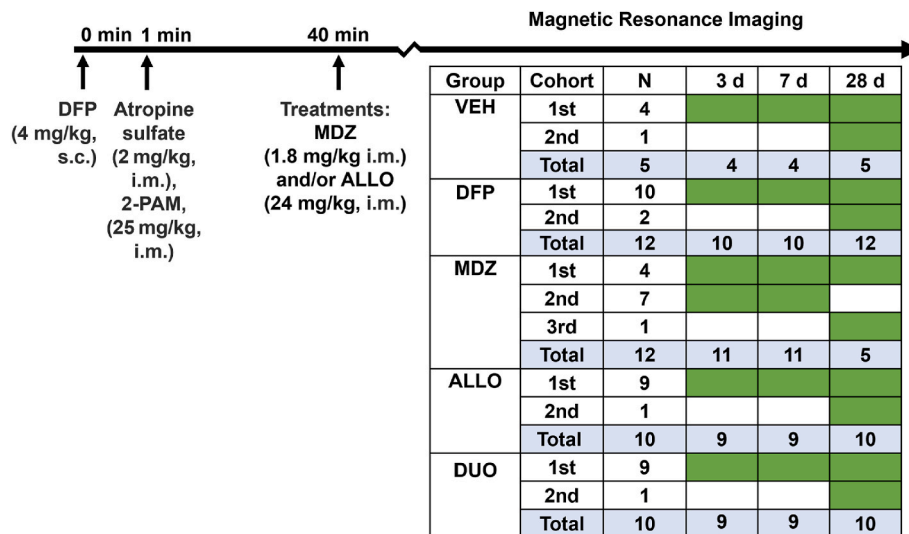 Magnetic Resonance Imaging
0 min 1 min 40 min
DFP
(4 mg/kg,
s.c.)
Atropine
sulfate
(2 mg/kg,
i.m.),
2-PAM,
(25 mg/kg,
i.m.)
Treatments:
MDZ
(1.8 mg/kg i.m.)
and/or ALLO
(24 mg/kg, i.m.)
Group Cohort N 3 d 7 d 28 d
VEH 1st 4
2nd 1
Total 5 4 4 5
DFP 1st 10
2nd 2
Total 12 10 10 12
MDZ 1st 4
2nd 7
3rd 1
Total 12 11 11 5
ALLO 1st 9
2nd 1
Total 10 9 9 10
DUO 1st 9
2nd 1
Total 10 9 9 10